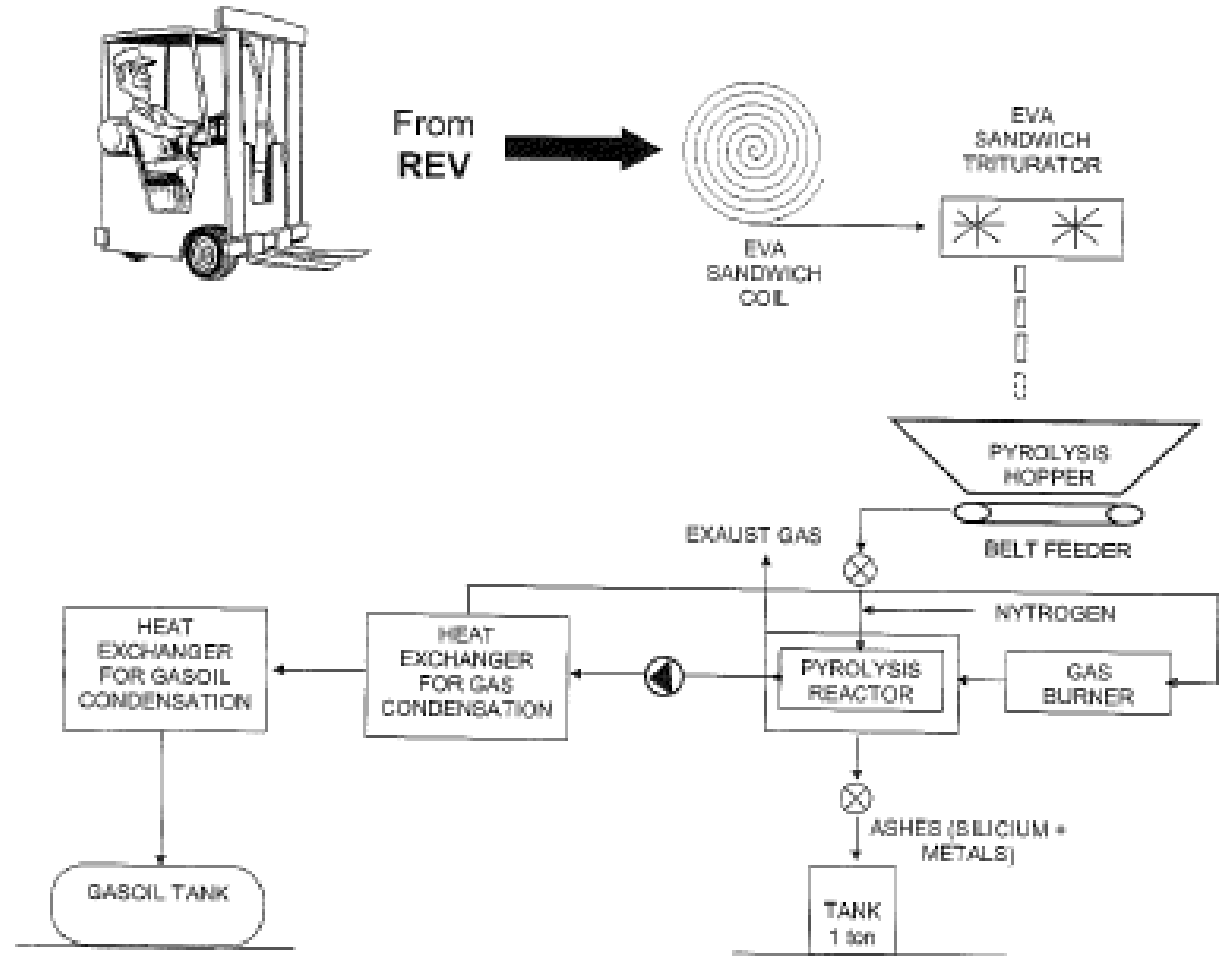 From
REV
EVA
SANDWICH
TRITURATOR
EVA
SANDWICH
COIL
PYROLYSIS
HOPPER
BELT FEEDER
EXAUST GAS
NYTROGEN
HEAT
EXCHANGER
FOR GASOIL
CONDENSATION
HEAT
EXCHANGER
FOR GAS
CONDENSATION
PYROLYSIS
REACTOR
GAS
BURNER
ASHES (SILICIUM +
METALS)
GASOIL TANK
TANK
1 ton